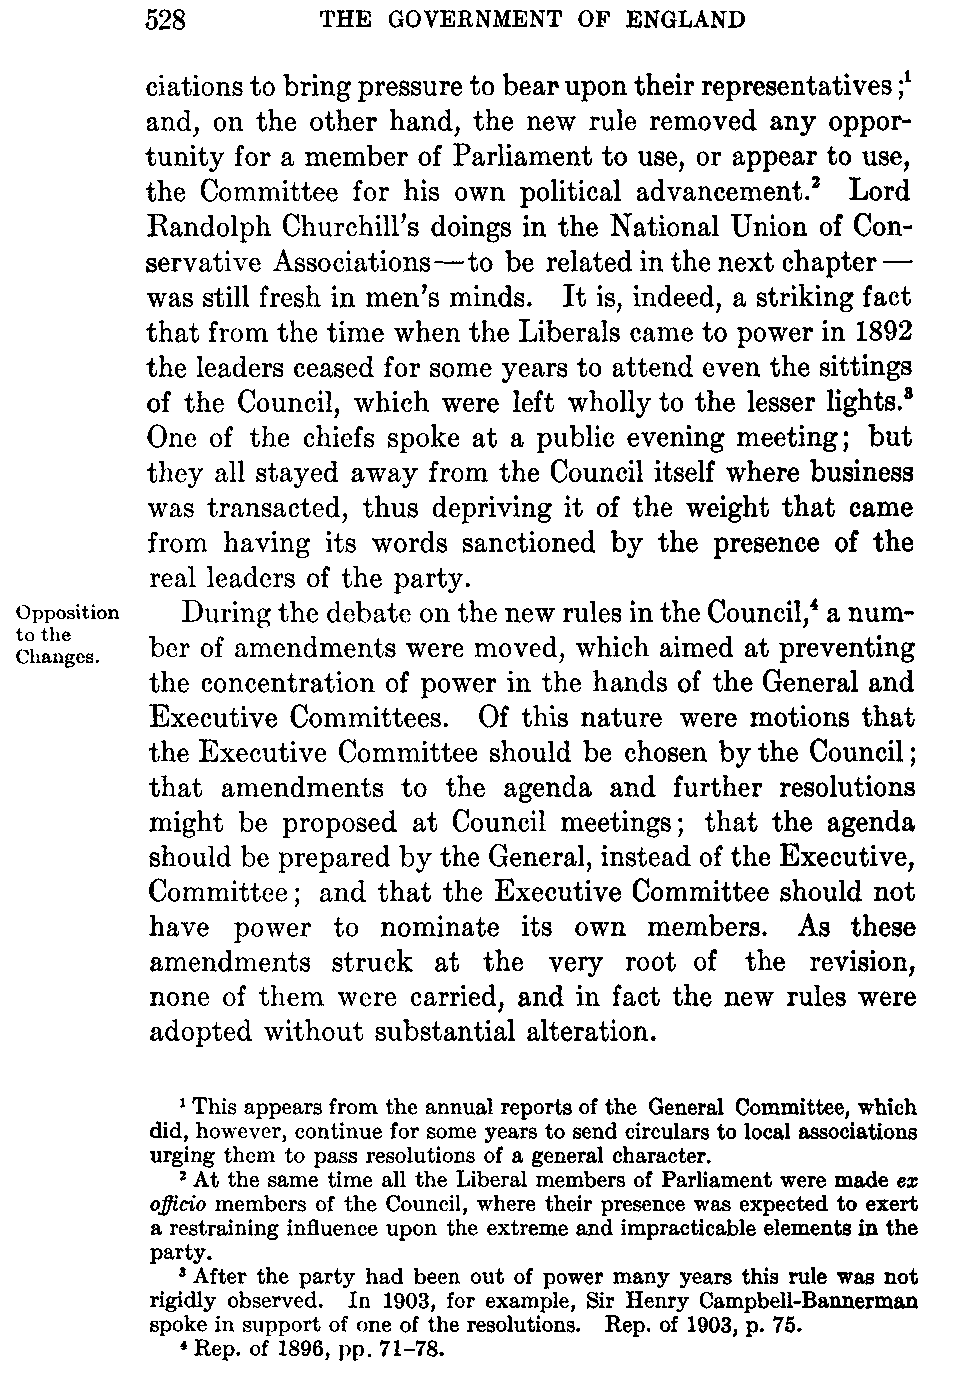 528 THE GOVERNMENT OF ENGLAND
ciations to bring pressure to bear upon their representatives;¹
and, on the other hand, the new rule removed any oppor-
tunity for a member of Parliament to use, or appear to use,
the Committee for his own political advancement.² Lord
Randolph Churchill's doings in the National Union of Con-
servative Associations—to be related in the next chapter—
was still fresh in men's minds. It is, indeed, a striking fact
that from the time when the Liberals came to power in 1892
the leaders ceased for some years to attend even the sittings
of the Council, which were left wholly to the lesser lights.³
One of the chiefs spoke at a public evening meeting; but
they all stayed away from the Council itself where business
was transacted, thus depriving it of the weight that came
from having its words sanctioned by the presence of the
real leaders of the party.
Opposition
to the
Changes.
During the debate on the new rules in the Council,⁴ a num-
ber of amendments were moved, which aimed at preventing
the concentration of power in the hands of the General and
Executive Committees. Of this nature were motions that
the Executive Committee should be chosen by the Council;
that amendments to the agenda and further resolutions
might be proposed at Council meetings; that the agenda
should be prepared by the General, instead of the Executive,
Committee; and that the Executive Committee should not
have power to nominate its own members. As these
amendments struck at the very root of the revision,
none of them were carried, and in fact the new rules were
adopted without substantial alteration.
¹ This appears from the annual reports of the General Committee, which
did, however, continue for some years to send circulars to local associations
urging them to pass resolutions of a general character.
² At the same time all the Liberal members of Parliament were made ex
officio members of the Council, where their presence was expected to exert
a restraining influence upon the extreme and impracticable elements in the
party.
³ After the party had been out of power many years this rule was not
rigidly observed. In 1903, for example, Sir Henry Campbell-Bannerman
spoke in support of one of the resolutions. Rep. of 1903, p. 75.
⁴ Rep. of 1896, pp. 71–78.